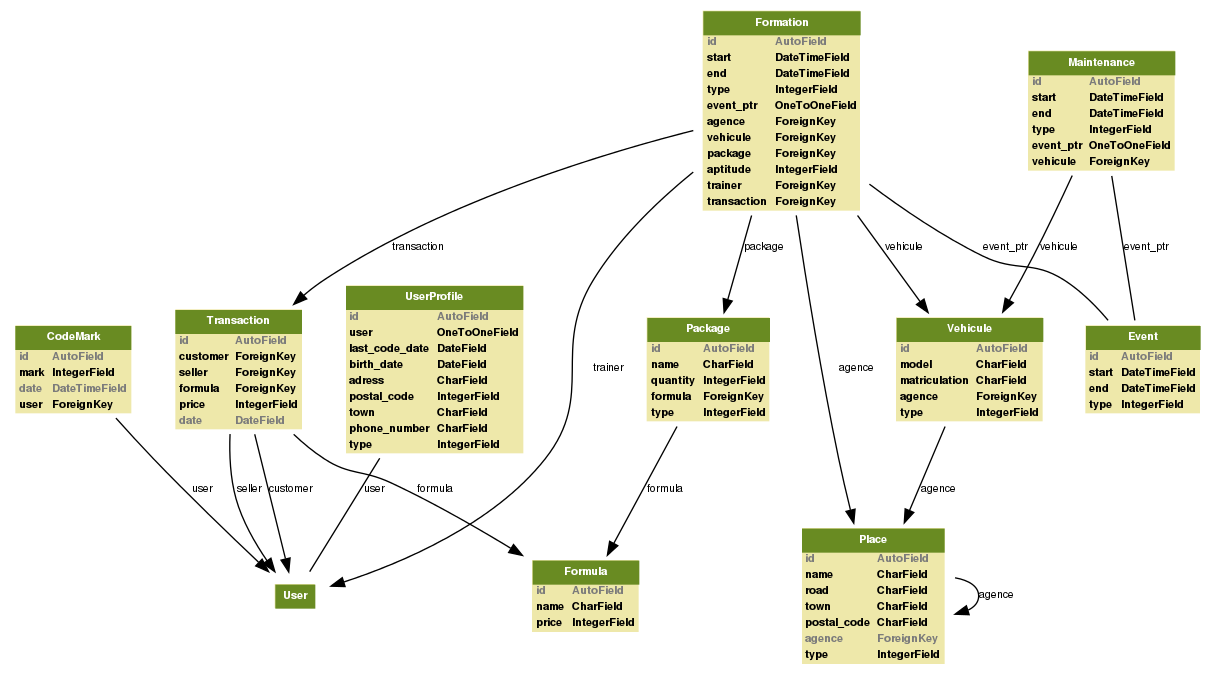 Formation
id AutoField
start DateTimeField
end DateTimeField
type IntegerField
event_ptr OneToOneField
agence ForeignKey
vehicule ForeignKey
package ForeignKey
aptitude IntegerField
trainer ForeignKey
transaction ForeignKey
Maintenance
id AutoField
start DateTimeField
end DateTimeField
type IntegerField
event_ptr OneToOneField
vehicule ForeignKey
transaction
package
vehicule
event_ptr
vehicule
event_ptr
CodeMark
id AutoField
mark IntegerField
date DateTimeField
user ForeignKey
Transaction
id AutoField
customer ForeignKey
seller ForeignKey
formula ForeignKey
price IntegerField
date DateField
UserProfile
id AutoField
user OneToOneField
last_code_date DateField
birth_date DateField
adress CharField
postal_code IntegerField
town CharField
phone_number CharField
type IntegerField
trainer
Package
id AutoField
name CharField
quantity IntegerField
formula ForeignKey
type IntegerField
agence
Vehicule
id AutoField
model CharField
matriculation CharField
agence ForeignKey
type IntegerField
Event
id AutoField
start DateTimeField
end DateTimeField
type IntegerField
user
seller
customer
user
formula
formula
agence
User
Formula
id AutoField
name CharField
price IntegerField
Place
id AutoField
name CharField
road CharField
town CharField
postal_code CharField
agence ForeignKey
type IntegerField
agence